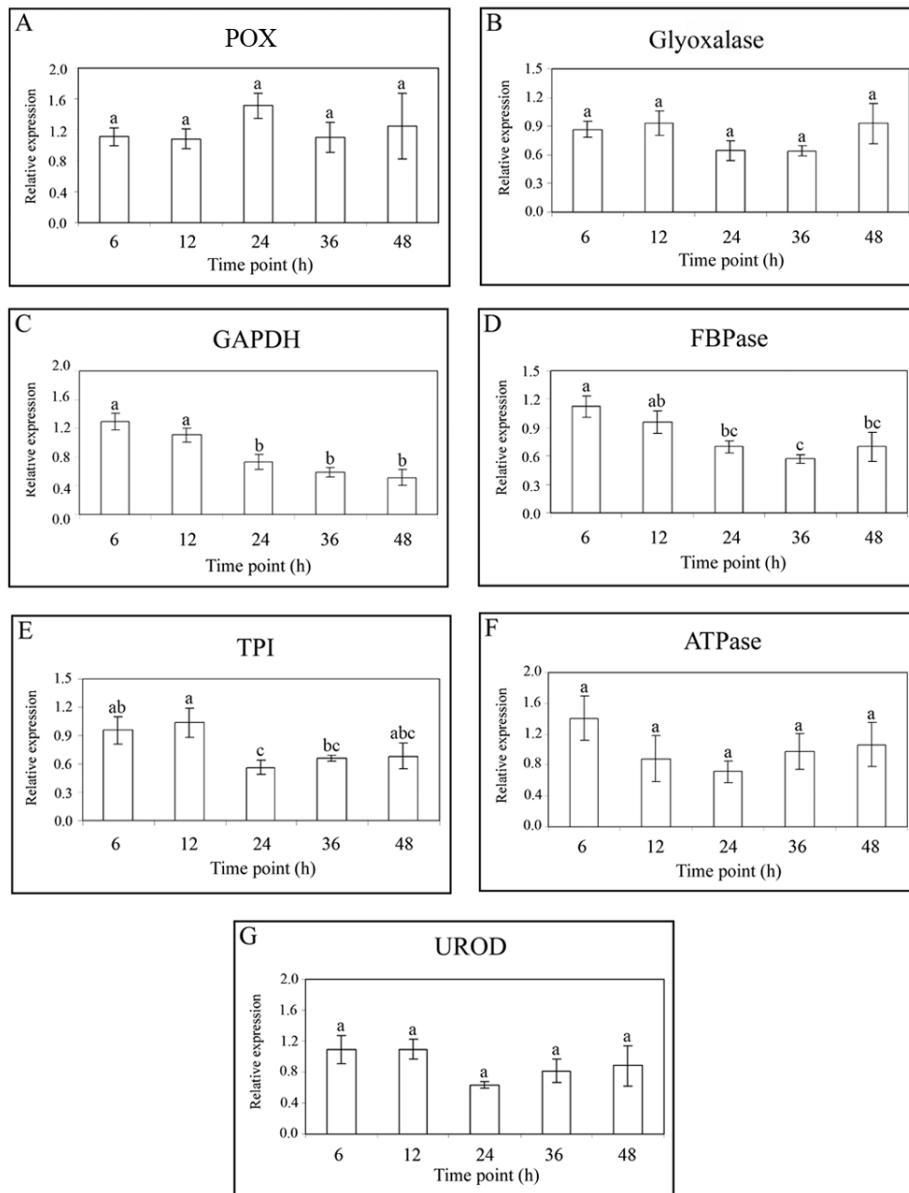 A
POX
Relative expression
2.0
1.6
1.2
0.8
0.4
0.0
a a a a a
6 12 24 36 48
Time point (h)
B
Glyoxalase
Relative expression
1.5
1.2
0.9
0.6
0.3
0.0
a a a a a
6 12 24 36 48
Time point (h)
C
GAPDH
Relative expression
2.0
1.6
1.2
0.8
0.4
0.0
a a b b b
6 12 24 36 48
Time point (h)
D
FBPase
Relative expression
1.5
1.2
0.9
0.6
0.3
0.0
a ab bc c bc
6 12 24 36 48
Time point (h)
E
TPI
Relative expression
1.5
1.2
0.9
0.6
0.3
0.0
ab a c bc abc
6 12 24 36 48
Time point (h)
F
ATPase
Relative expression
2.0
1.6
1.2
0.8
0.4
0.0
a a a a a
6 12 24 36 48
Time point (h)
G
UROD
Relative expression
2.0
1.6
1.2
0.8
0.4
0.0
a a a a a
6 12 24 36 48
Time point (h)